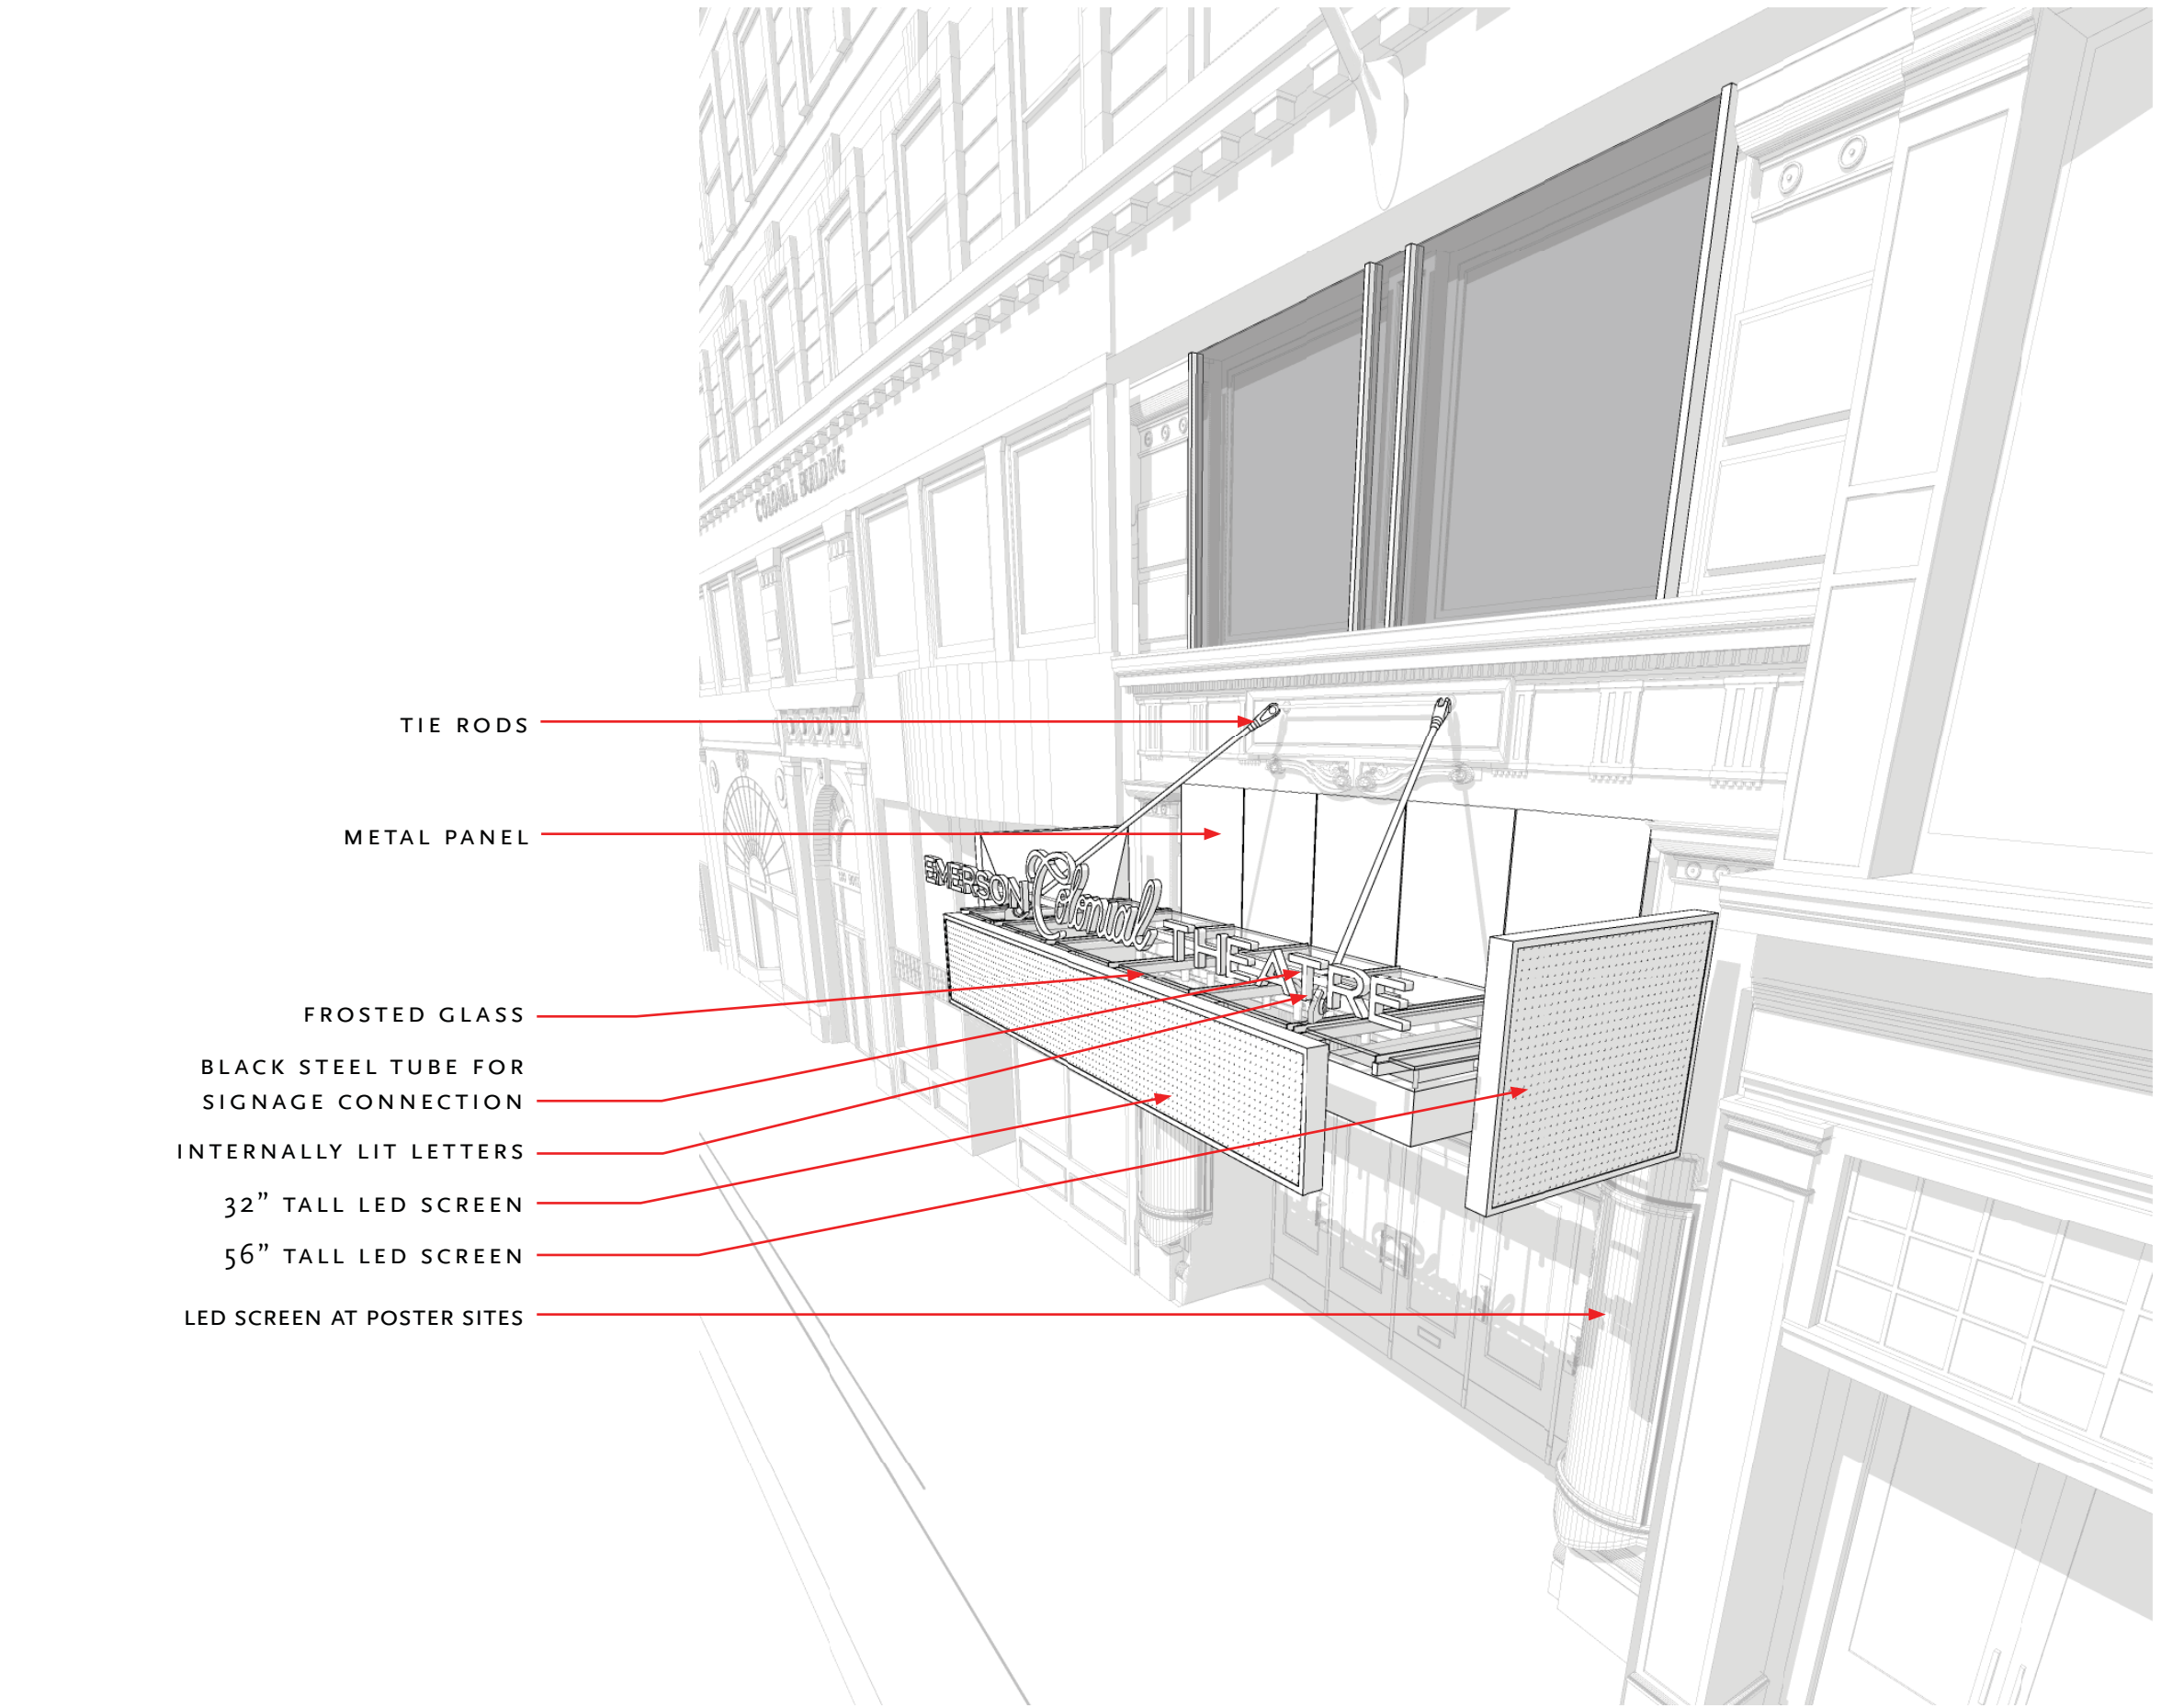 COLONIAL BUILDING
TIE RODS
METAL PANEL
EMERSON
Colonial
THEATRE
FROSTED GLASS
BLACK STEEL TUBE FOR
SIGNAGE CONNECTION
INTERNALLY LIT LETTERS
32” TALL LED SCREEN
56” TALL LED SCREEN
LED SCREEN AT POSTER SITES